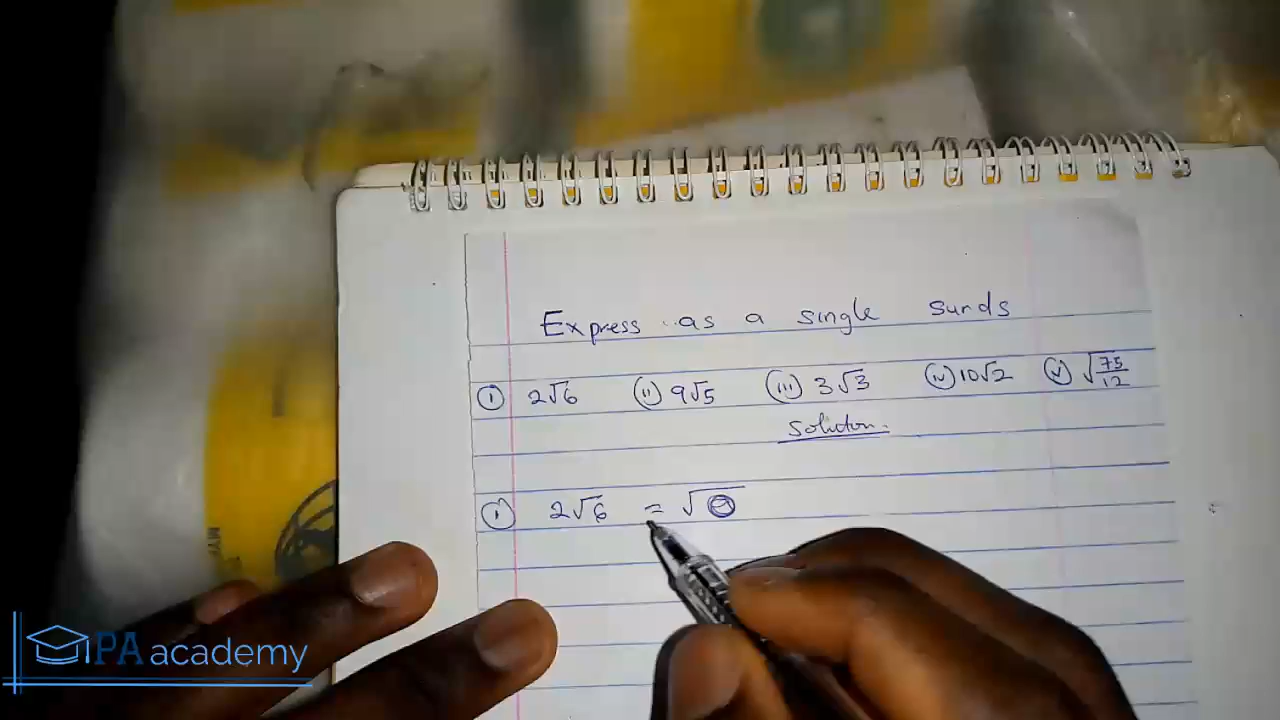 Express as a single surds
(i) 2√6 (ii) 9√5 (iii) 3√3 (iv) 10√2 (v) √75/12
Solution.
(i) 2√6 = √
PA academy